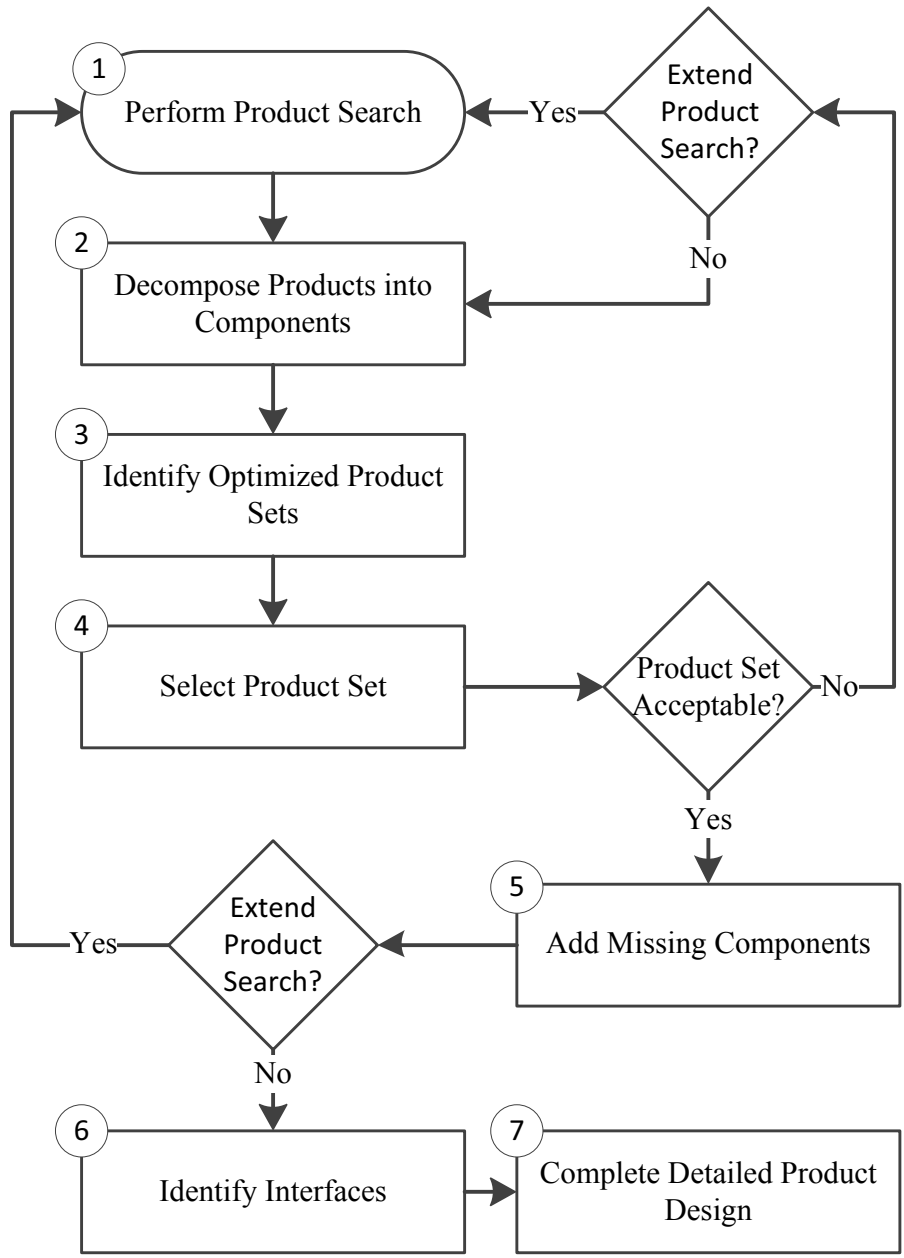 1
Perform Product Search
Yes
Extend
Product
Search?
No
2
Decompose Products into
Components
3
Identify Optimized Product
Sets
4
Select Product Set
Product Set
Acceptable?
No
Yes
5
Add Missing Components
Extend
Product
Search?
Yes
No
6
Identify Interfaces
7
Complete Detailed Product
Design